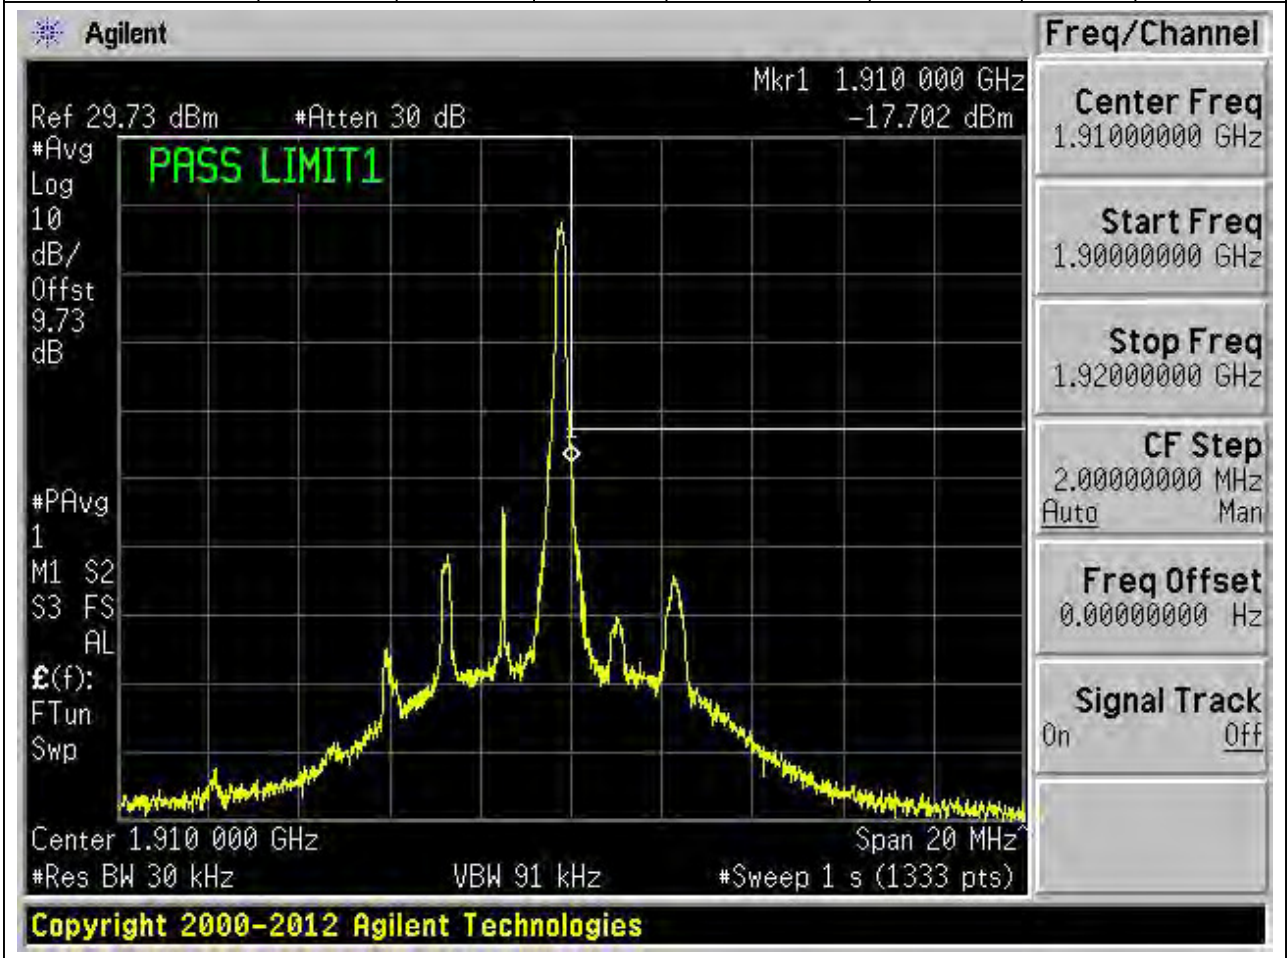 Agilent
Freq/Channel
Mkr1 1.910 000 GHz
Ref 29.73 dBm #Atten 30 dB -17.702 dBm
#Avg
Log
10
dB/
Offst
9.73
dB
PASS LIMIT1
1
#PAvg
1
M1 S2
S3 FS
AL
£(f):
FTun
Swp
Center 1.910 000 GHz Span 20 MHz^
#Res BW 30 kHz VBW 91 kHz #Sweep 1 s (1333 pts)
Copyright 2000-2012 Agilent Technologies
Center Freq
1.91000000 GHz
Start Freq
1.90000000 GHz
Stop Freq
1.92000000 GHz
CF Step
2.00000000 MHz
Auto Man
Freq Offset
0.00000000 Hz
Signal Track
On Off